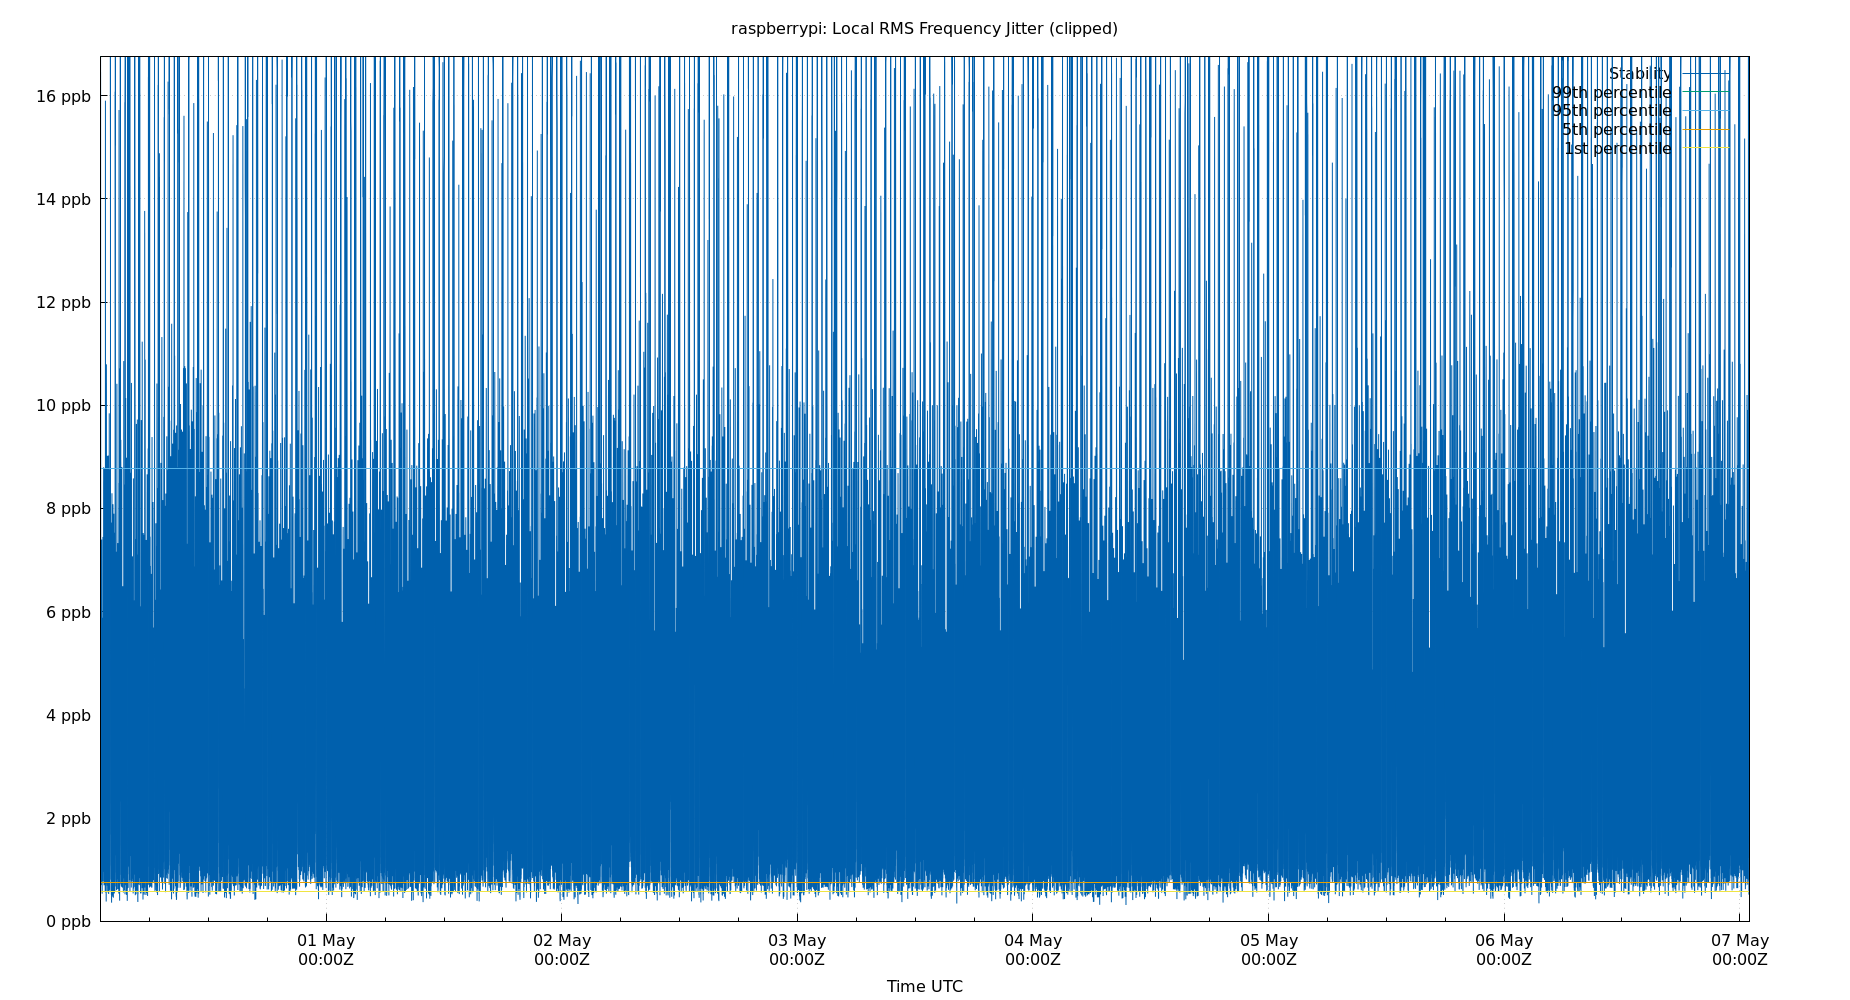 raspberrypi: Local RMS Frequency Jitter (clipped)
16 ppb
14 ppb
12 ppb
10 ppb
8 ppb
6 ppb
4 ppb
2 ppb
0 ppb
Stability
99th percentile
95th percentile
5th percentile
1st percentile
01 May 02 May 03 May 04 May 05 May 06 May 07 May
00:00Z 00:00Z 00:00Z 00:00Z 00:00Z 00:00Z 00:00Z
Time UTC